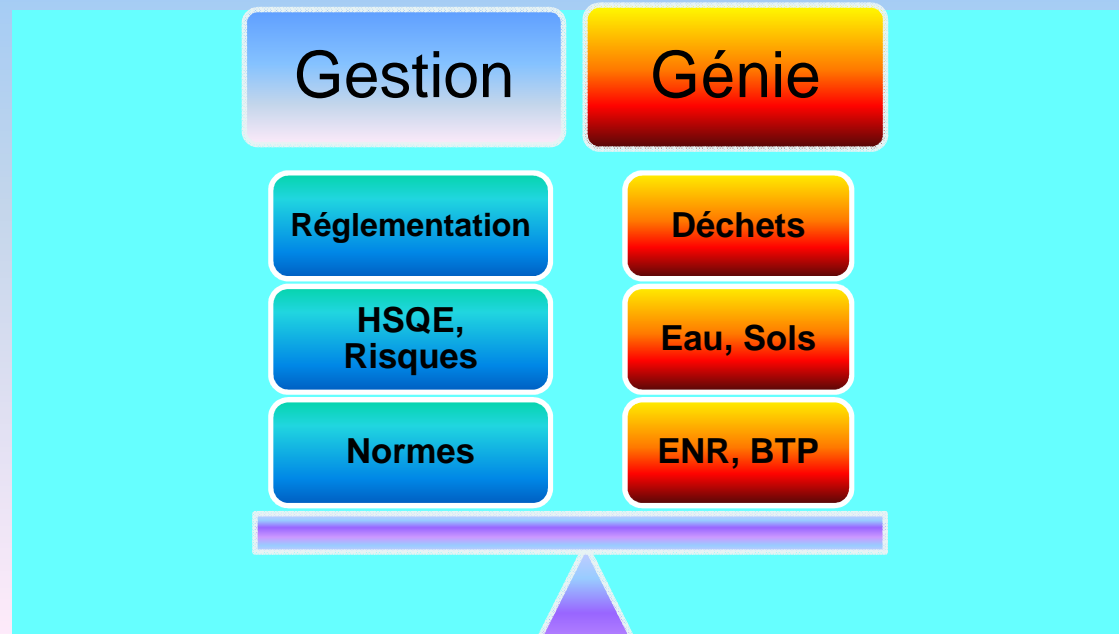 Gestion
Génie
Réglementation
Déchets
HSQE,
Risques
Eau, Sols
Normes
ENR, BTP